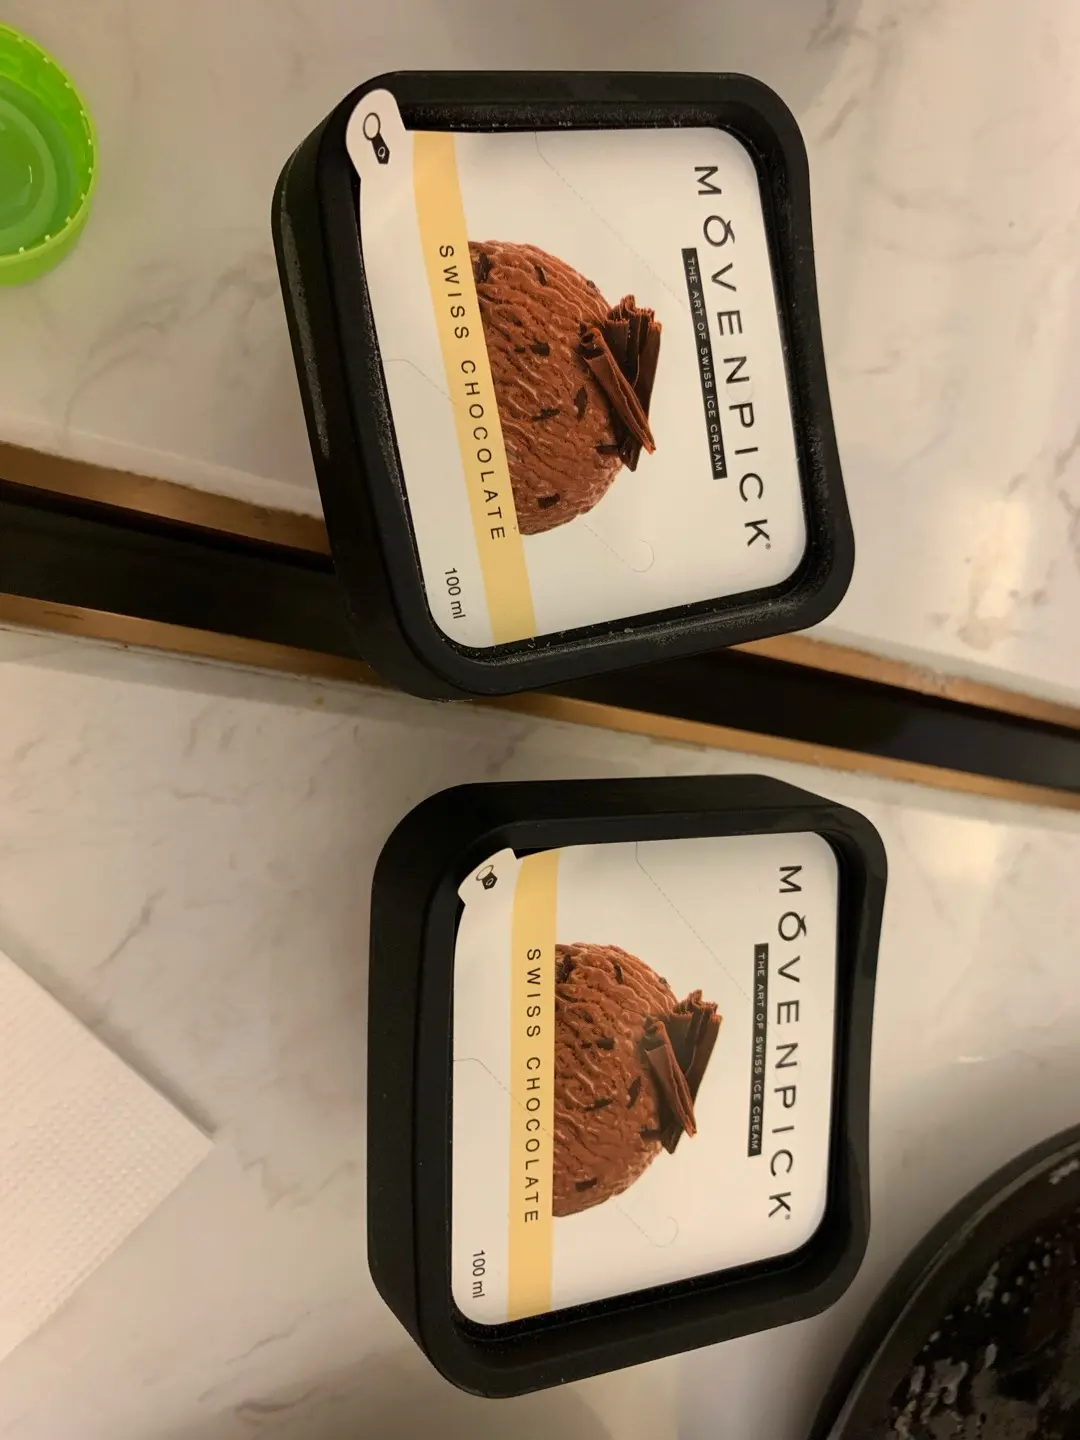 MÖVENPICK®
THE ART OF SWISS ICE CREAM
SWISS CHOCOLATE
100 ml
MÖVENPICK®
THE ART OF SWISS ICE CREAM
SWISS CHOCOLATE
100 ml